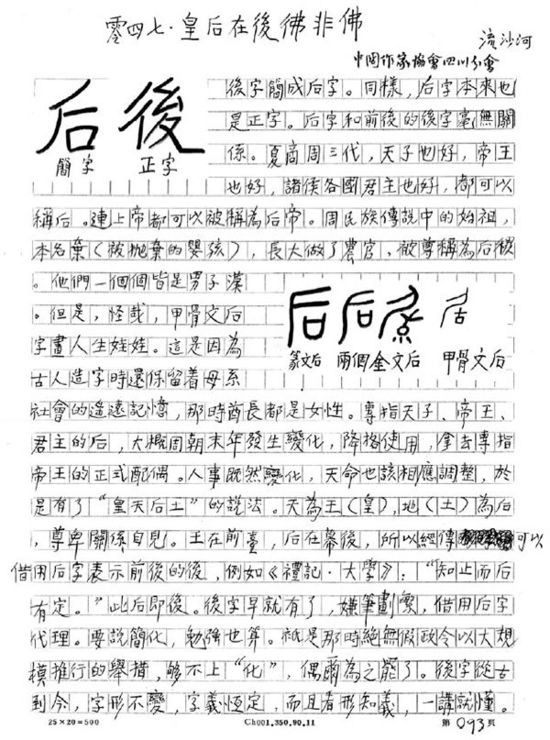 零四七·皇后在後彿非佛
流沙河
中国作家協會四川分會
后 後
簡字 正字
後字簡成后字。同樣，后字本來也
是正字。后字和前後的後字毫無關
係。夏商周三代，天子也好，帝王
也好，諸侯各國君主也好，都可以
稱后。連上帝都可以被稱為后帝。周民族傳說中的始祖，
本名棄（被拋棄的嬰孩），長大做了農官，被尊稱為后稷
。他們一個個皆是男子漢
。但是，怪哉，甲骨文后
字畫人生娃娃。這是因為
古人造字時還保留着母系
篆文后 兩個金文后 甲骨文后
社會的遙遠記憶，那時酋長都是女性。專指天子、帝王、
君主的后，大概周朝末年發生變化，降格使用，拿去專指
帝王的正式配偶。人事既然變化，天命也該相應調整，於
是有了“皇天后土”的說法。天為王（皇），地（土）為后
，尊卑關係自見。王在前臺，后在幕後，所以經傳可以
借用后字表示前後的後，例如《禮記·大學》：“知止而后
有定。”此后即後。後字早就有了，嫌筆劃繁，借用后字
代理。要說簡化，勉強也算。祇是那時絕無假政令以大規
模推行的舉措，够不上“化”，偶爾為之罷了。後字從古
到今，字形不變，字義恆定，而且看形知義，一講就懂。
25×20=500
Ch001.350.90.11
第093頁